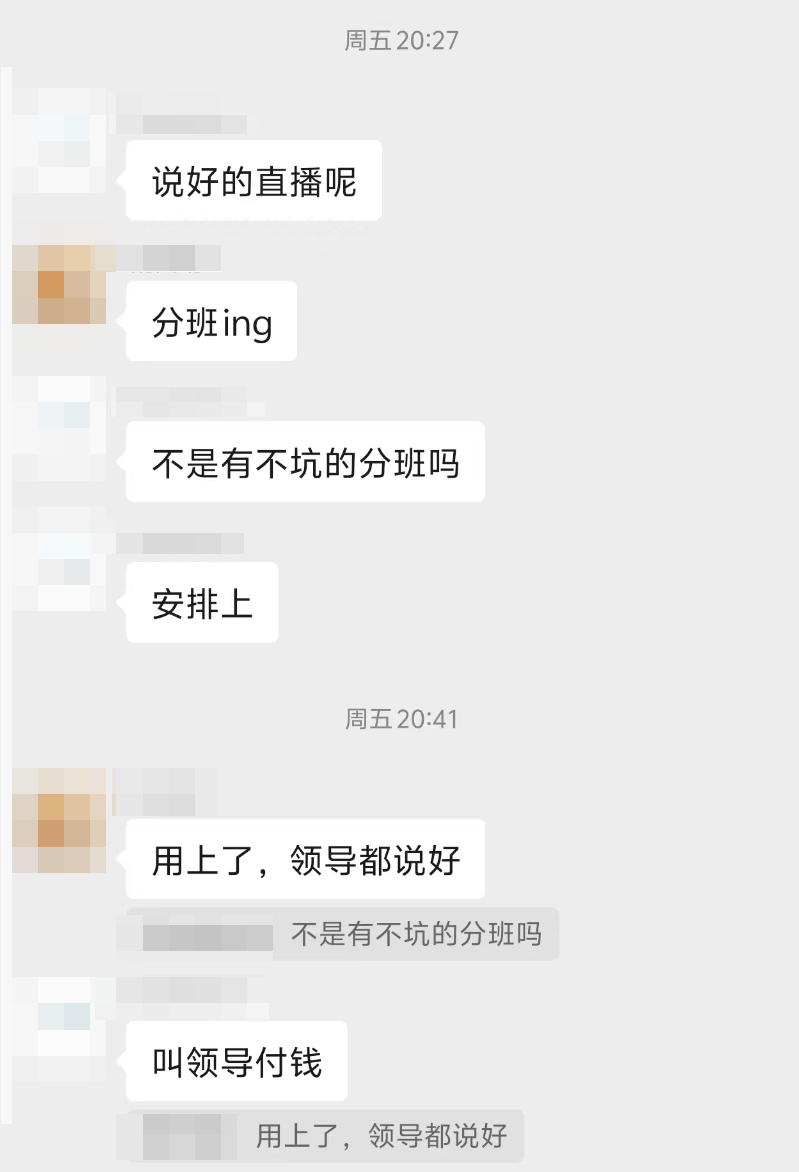 周五 20:27
说好的直播呢
分班ing
不是有不坑的分班吗
安排上
周五 20:41
用上了，领导都说好
不是有不坑的分班吗
叫领导付钱
用上了，领导都说好